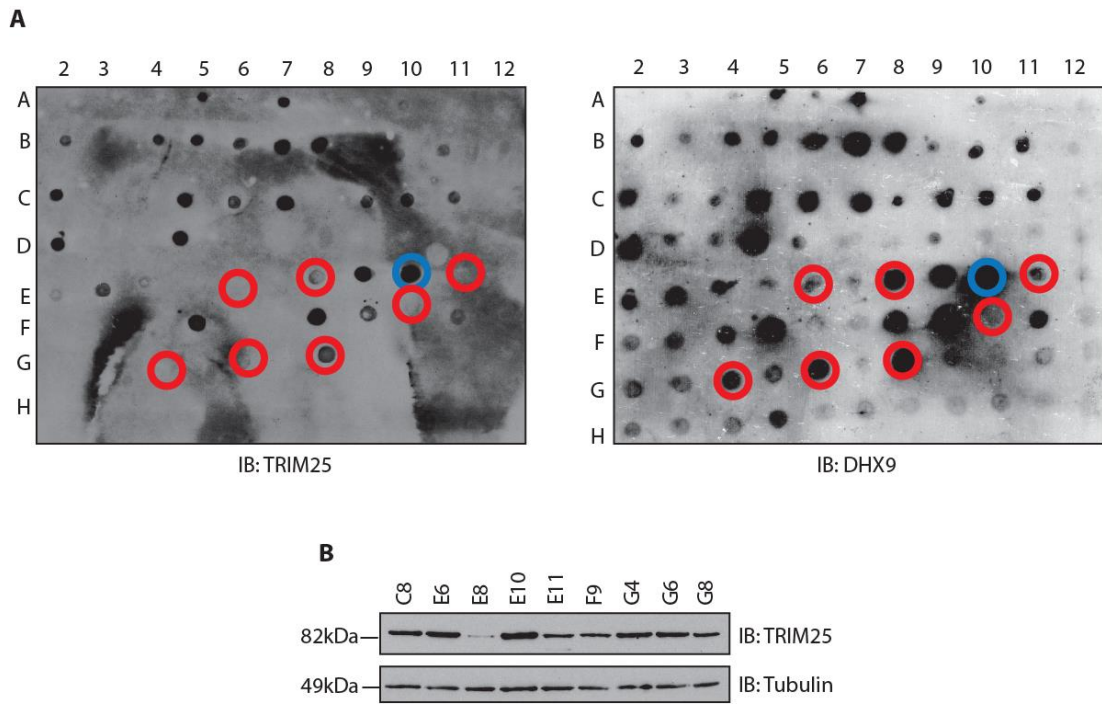 A
2 3 4 5 6 7 8 9 10 11 12
A
B
C
D
E
F
G
H
IB: TRIM25
2 3 4 5 6 7 8 9 10 11 12
A
B
C
D
E
F
G
H
IB: DHX9
B
C8 E6 E8 E10 E11 F9 G4 G6 G8
82kDa
IB: TRIM25
49kDa
IB: Tubulin